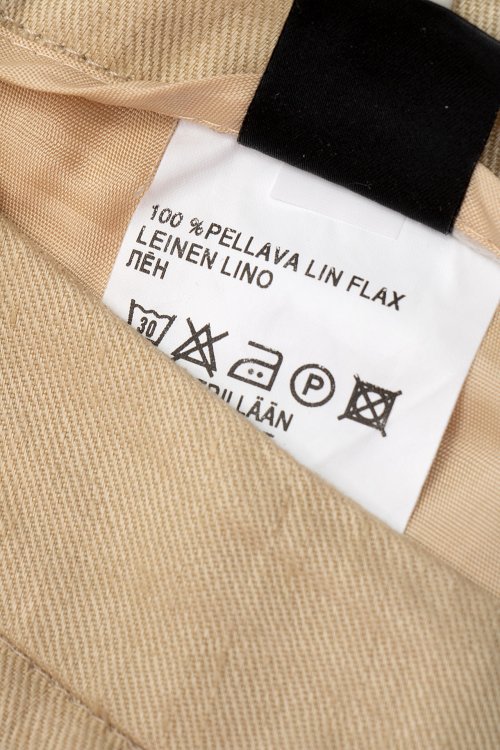 100 % PELLAVA LIN FLAX
LEINEN LINO
ЛЁН
30
P